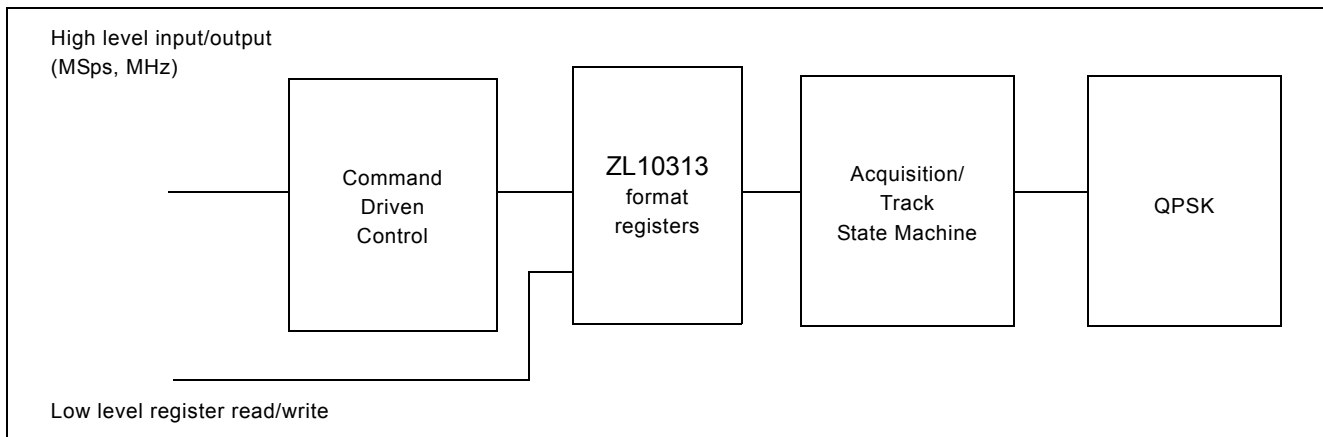 High level input/output
(MSps, MHz)
Command
Driven
Control
ZL10313
format
registers
Acquisition/
Track
State Machine
QPSK
Low level register read/write